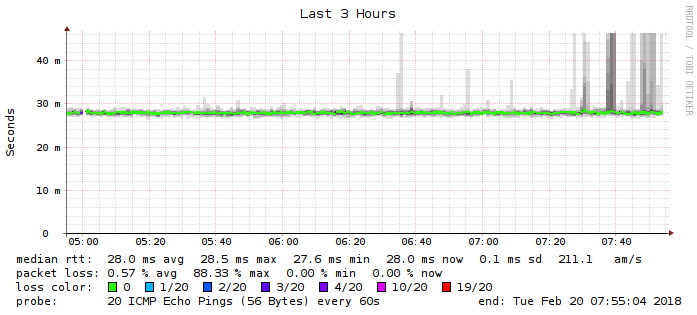 Last 3 Hours
RRDTOOL / TOBI OETIKER
Seconds
40 m
30 m
20 m
10 m
0
05:00 05:20 05:40 06:00 06:20 06:40 07:00 07:20 07:40
median rtt: 28.0 ms avg 28.5 ms max 27.6 ms min 28.0 ms now 0.1 ms sd 211.1 am/s
packet loss: 0.57 % avg 88.33 % max 0.00 % min 0.00 % now
loss color: 0 1/20 2/20 3/20 4/20 10/20 19/20
probe: 20 ICMP Echo Pings (56 Bytes) every 60s end: Tue Feb 20 07:55:04 2018